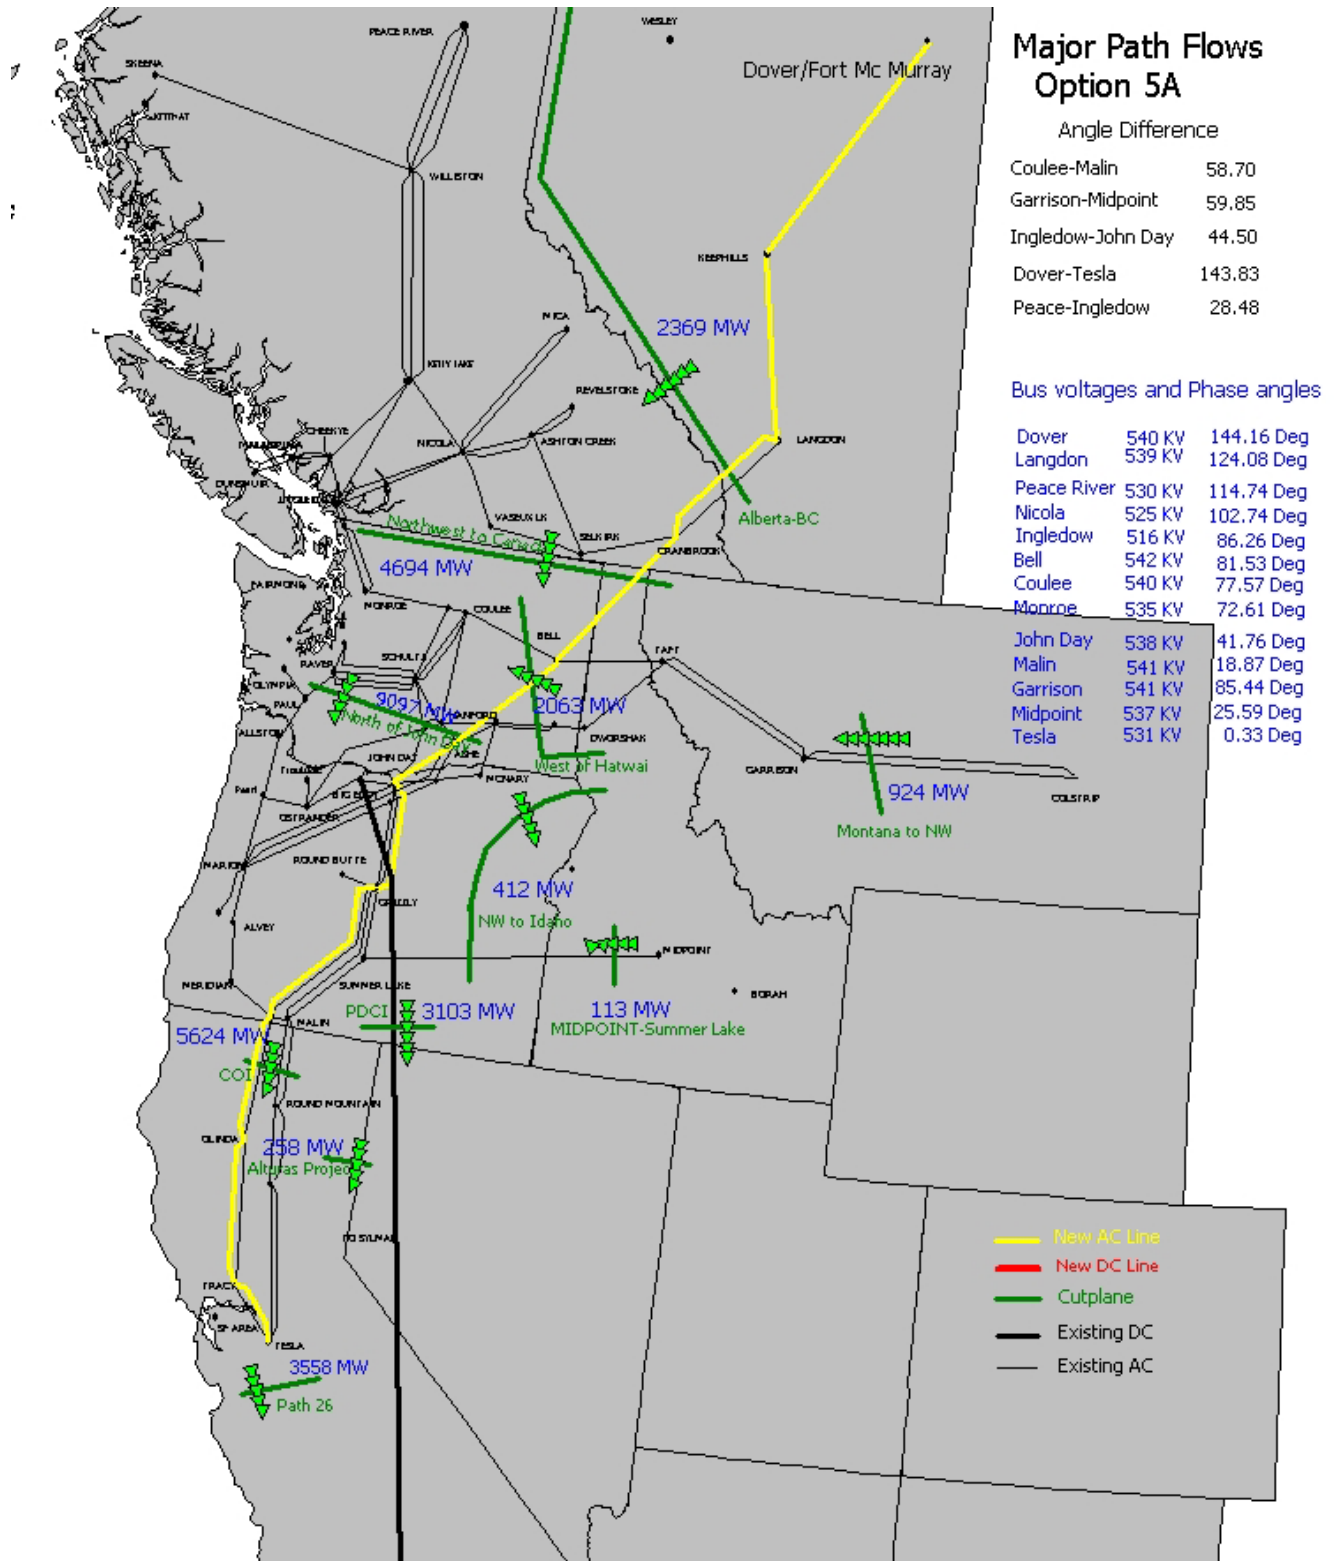 Major Path Flows
Option 5A
Angle Difference
Coulee-Malin 58.70
Garrison-Midpoint 59.85
Ingledow-John Day 44.50
Dover-Tesla 143.83
Peace-Ingledow 28.48
Bus voltages and Phase angles
Dover 540 KV 144.16 Deg
Langdon 539 KV 124.08 Deg
Peace River 530 KV 114.74 Deg
Nicola 525 KV 102.74 Deg
Ingledow 516 KV 86.26 Deg
Bell 542 KV 81.53 Deg
Coulee 540 KV 77.57 Deg
Monroe 535 KV 72.61 Deg
John Day 538 KV 41.76 Deg
Malin 541 KV 18.87 Deg
Garrison 541 KV 85.44 Deg
Midpoint 537 KV 25.59 Deg
Tesla 531 KV 0.33 Deg
WESLEY
PEACE RIVER
Dover/Fort Mc Murray
SKEENA
KITIMAT
WILLISTON
KEEPHILLS
MICA
2369 MW
KELLY LAKE
REVELSTOKE
CHEEKYE
NICOLA
ASHTON CREEK
LANGDON
DUNSMUIR
VASEUX LK
Alberta-BC
Northwest to Canada
SELKIRK
CRANBROOK
4694 MW
FAIRMOND
MONROE
COULEE
BELL
TAFT
SCHULTZ
RAVER
OLYMPIA
PAUL
9097 MW
HANFORD
2063 MW
North of John Day
ALLSTON
DWORSHAK
JOHN DAY
ASHE
West of Hatwai
GARRISON
Troutdale
MCNARY
Pearl
BIG EDDY
924 MW
COLSTRIP
OSTRANDER
Montana to NW
MARION
ROUND BUTTE
412 MW
GRIZZLY
NW to Idaho
ALVEY
MIDPOINT
MERIDIAN
SUMMER LAKE
BORAH
PDCI
3103 MW
113 MW
MALIN
MIDPOINT-Summer Lake
5624 MW
COI
ROUND MOUNTAIN
OLINDA
258 MW
Alturas Projec
TO SYLMAR
New AC Line
New DC Line
Cutplane
Existing DC
Existing AC
TRACY
SF AREA
TESLA
3558 MW
Path 26